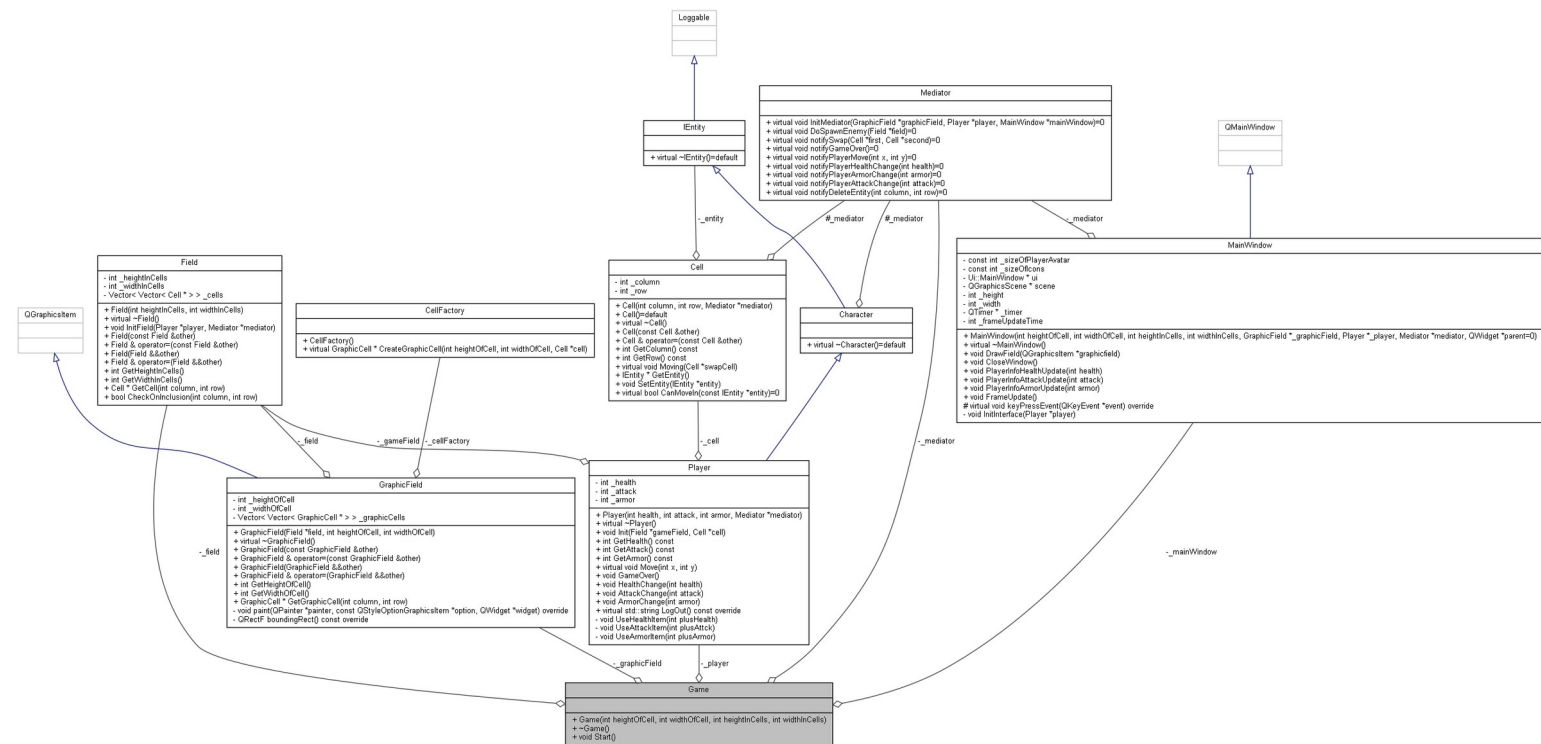 Loggable
Mediator
+ virtual void InitMediator(GraphicField *graphicField, Player *player, MainWindow *mainWindow)=0
+ virtual void DoSpawnEnemy(Field *field)=0
+ virtual void notifySwap(Cell *first, Cell *second)=0
+ virtual void notifyGameOver()=0
+ virtual void notifyPlayerMove(int x, int y)=0
+ virtual void notifyPlayerHealthChange(int health)=0
+ virtual void notifyPlayerArmorChange(int armor)=0
+ virtual void notifyPlayerAttackChange(int attack)=0
+ virtual void notifyDeleteEntity(int column, int row)=0
IEntity
+ virtual ~IEntity()=default
QMainWindow
-_entity
#_mediator
#_mediator
-_mediator
MainWindow
- const int _sizeOfPlayerAvatar
- const int _sizeOfIcons
- Ui::MainWindow * ui
- QGraphicsScene * scene
- int _height
- int _width
- QTimer * _timer
- int _frameUpdateTime
+ MainWindow(int heightOfCell, int widthOfCell, int heightInCells, int widthInCells, GraphicField *_graphicField, Player *_player, Mediator *mediator, QWidget *parent=0)
+ virtual ~MainWindow()
+ void DrawField(QGraphicsItem *graphicfield)
+ void CloseWindow()
+ void PlayerInfoHealthUpdate(int health)
+ void PlayerInfoAttackUpdate(int attack)
+ void PlayerInfoArmorUpdate(int armor)
+ void FrameUpdate()
# virtual void keyPressEvent(QKeyEvent *event) override
- void InitInterface(Player *player)
Field
- int _heightInCells
- int _widthInCells
- Vector< Vector< Cell * > > _cells
+ Field(int heightInCells, int widthInCells)
+ virtual ~Field()
+ void InitField(Player *player, Mediator *mediator)
+ Field(const Field &other)
+ Field & operator=(const Field &other)
+ Field(Field &&other)
+ Field & operator=(Field &&other)
+ int GetHeightInCells()
+ int GetWidthInCells()
+ Cell * GetCell(int column, int row)
+ bool CheckOnInclusion(int column, int row)
Cell
- int _column
- int _row
+ Cell(int column, int row, Mediator *mediator)
+ Cell()=default
+ virtual ~Cell()
+ Cell(const Cell &other)
+ Cell & operator=(const Cell &other)
+ int GetColumn() const
+ int GetRow() const
+ virtual void Moving(Cell *swapCell)
+ IEntity * GetEntity()
+ void SetEntity(IEntity *entity)
+ virtual bool CanMoveIn(const IEntity *entity)=0
QGraphicsItem
CellFactory
+ CellFactory()
+ virtual GraphicCell * CreateGraphicCell(int heightOfCell, int widthOfCell, Cell *cell)
Character
+ virtual ~Character()=default
-_field
-_gameField
-_cellFactory
-_cell
-_mediator
GraphicField
- int _heightOfCell
- int _widthOfCell
- Vector< Vector< GraphicCell * > > _graphicCells
+ GraphicField(Field *field, int heightOfCell, int widthOfCell)
+ virtual ~GraphicField()
+ GraphicField(const GraphicField &other)
+ GraphicField & operator=(const GraphicField &other)
+ GraphicField(GraphicField &&other)
+ GraphicField & operator=(GraphicField &&other)
+ int GetHeightOfCell()
+ int GetWidthOfCell()
+ GraphicCell * GetGraphicCell(int column, int row)
- void paint(QPainter *painter, const QStyleOptionGraphicsItem *option, QWidget *widget) override
- QRectF boundingRect() const override
Player
- int _health
- int _attack
- int _armor
+ Player(int health, int attack, int armor, Mediator *mediator)
+ virtual ~Player()
+ void Init(Field *gameField, Cell *cell)
+ int GetHealth() const
+ int GetAttack() const
+ int GetArmor() const
+ virtual void Move(int x, int y)
+ void GameOver()
+ void HealthChange(int health)
+ void AttackChange(int attack)
+ void ArmorChange(int armor)
+ virtual std::string LogOut() const override
- void UseHealthItem(int plusHealth)
- void UseAttackItem(int plusAttck)
- void UseArmorItem(int plusArmor)
-_field
-_mainWindow
-_graphicField
-_player
Game
+ Game(int heightOfCell, int widthOfCell, int heightInCells, int widthInCells)
+ ~Game()
+ void Start()